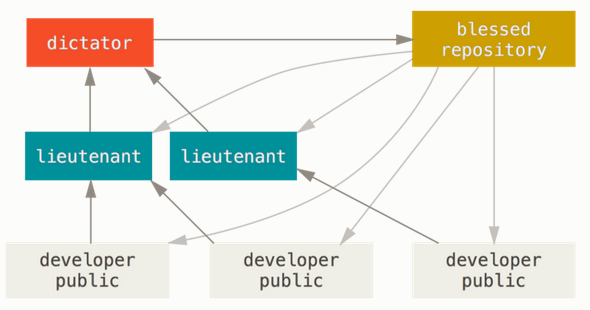 dictator
blessed
repository
lieutenant
lieutenant
developer
public
developer
public
developer
public